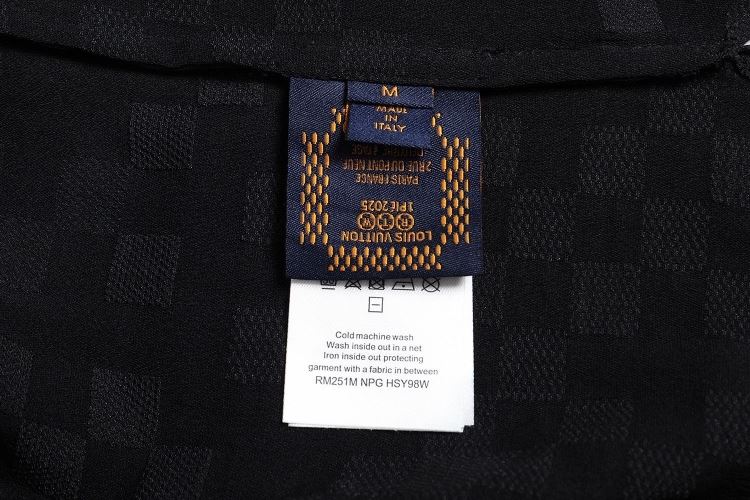 M
MADE
IN
ITALY
2 RUE DU PONT NEUF
PARIS FRANCE
1PIÈ 2025
R L W
LOUIS VUITTON
Cold machine wash
Wash inside out in a net
Iron inside out protecting
garment with a fabric in between
RM251M NPG HSY98W